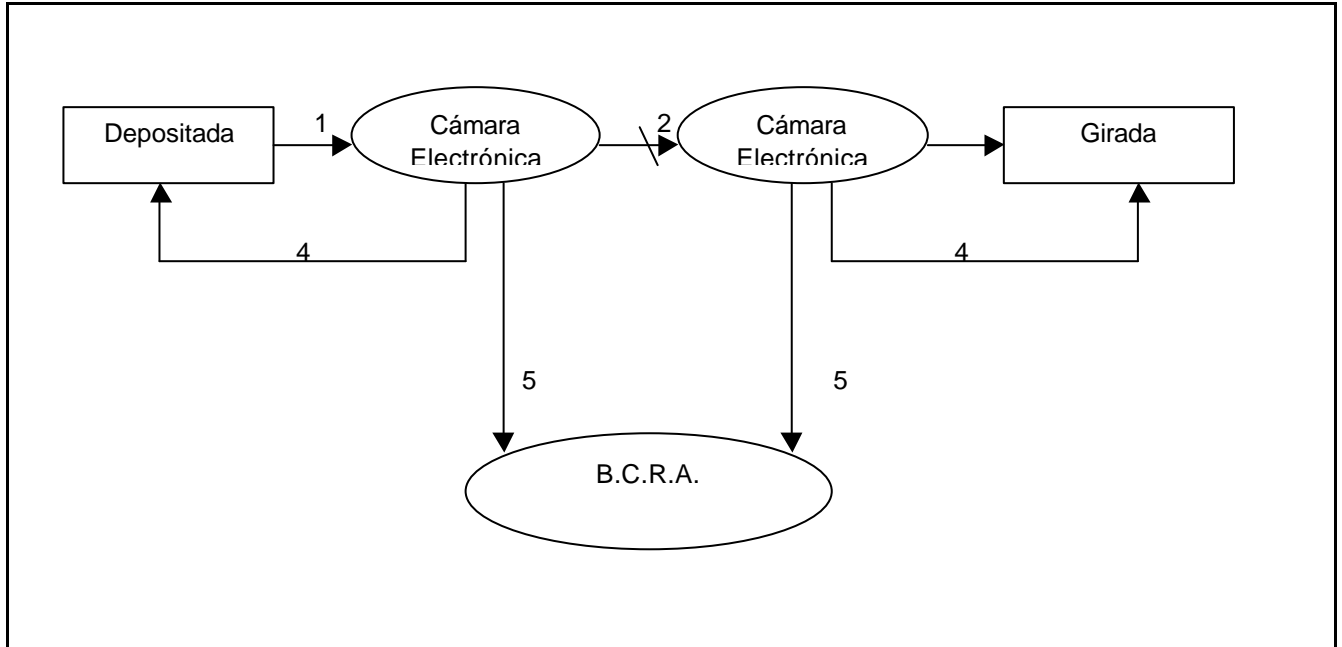 Depositada
1
Cámara
Electrónica
2
Cámara
Electrónica
Girada
4
4
5
5
B.C.R.A.